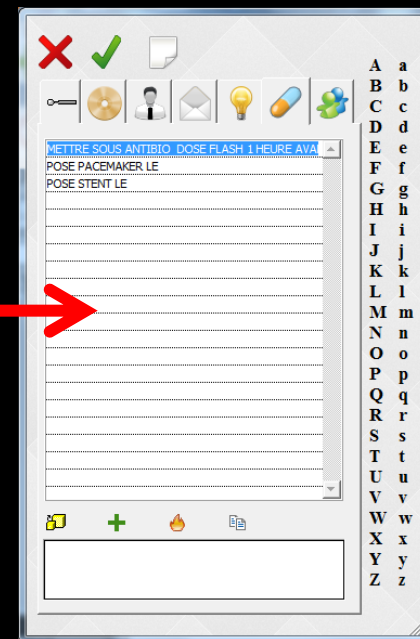 METTRE SOUS ANTIBIO DOSE FLASH 1 HEURE AVA
POSE PACEMAKER LE
POSE STENT LE
A a
B b
C c
D d
E e
F f
G g
H h
I i
J j
K k
L l
M m
N n
O o
P p
Q q
R r
S s
T t
U u
V v
W w
X x
Y y
Z z